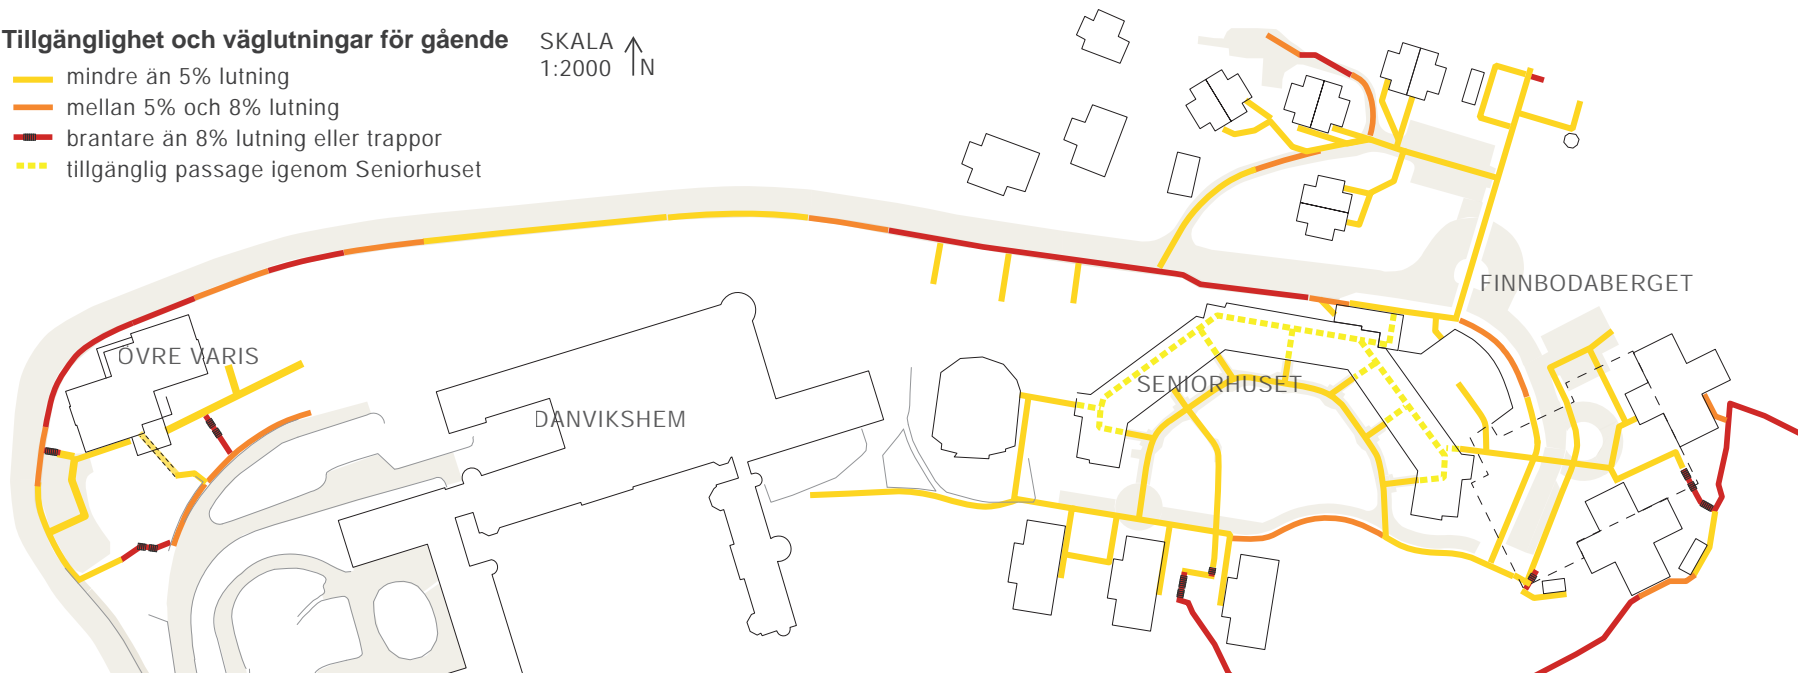 Tillgänglighet och väglutningar för gående
mindre än 5% lutning
mellan 5% och 8% lutning
brantare än 8% lutning eller trappor
tillgänglig passage igenom Seniorhuset
SKALA
1:2000 N
FINNBODABERGET
ÖVRE VARIS
SENIORHUSET
DANVIKSHEM